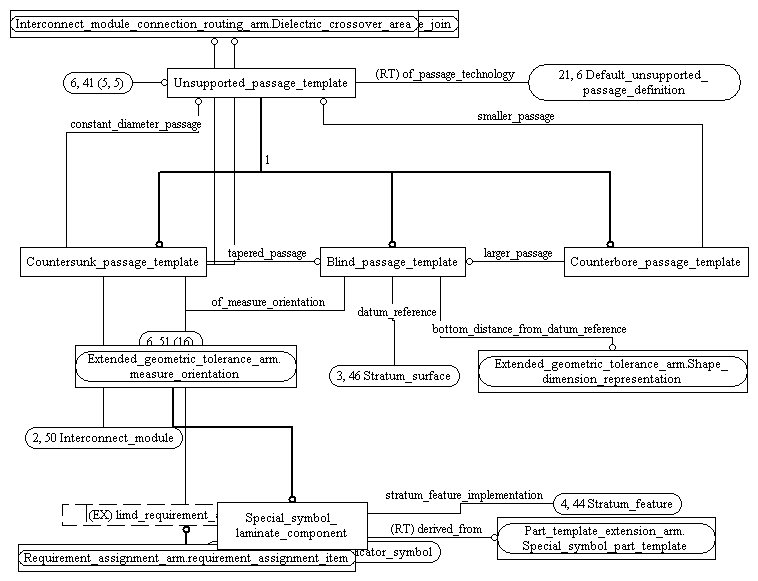 Interconnect_module_connection_routing_arm.Dielectric_crossover_area
e_join
6, 41 (5, 5)
Unsupported_passage_template
(RT) of_passage_technology
21, 6 Default_unsupported_
passage_definition
constant_diameter_passage
smaller_passage
1
Countersunk_passage_template
tapered_passage
Blind_passage_template
larger_passage
Counterbore_passage_template
of_measure_orientation
datum_reference
bottom_distance_from_datum_reference
6, 51 (16)
Extended_geometric_tolerance_arm.
measure_orientation
3, 46 Stratum_surface
Extended_geometric_tolerance_arm.Shape_
dimension_representation
2, 50 Interconnect_module
(EX) limd_requirement_
Special_symbol_
laminate_component
stratum_feature_implementation
4, 44 Stratum_feature
(RT) derived_from
Part_template_extension_arm.
Special_symbol_part_template
Requirement_assignment_arm.requirement_assignment_item
icator_symbol